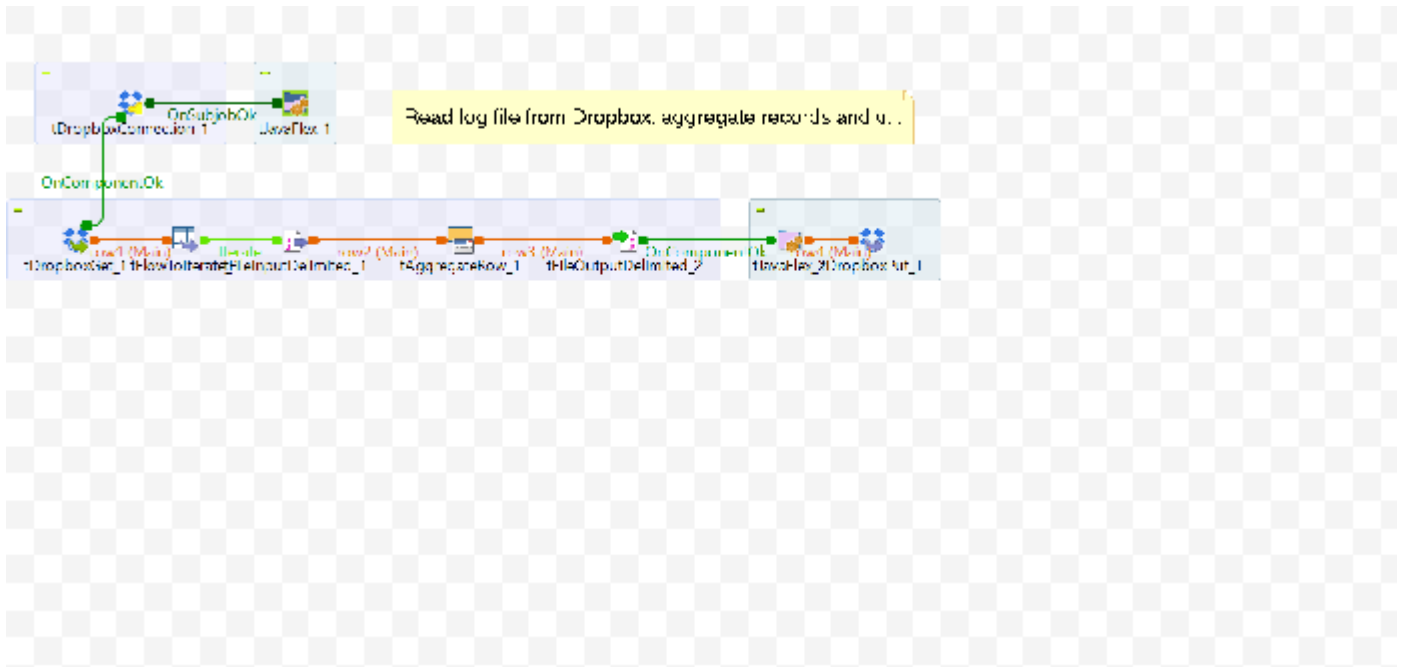 OnSubjobOk
tDropboxConnection_1
tJavaFlex_1
Read log file from Dropbox, aggregate records and u...
OnComponentOk
row1 (Main)
Iterate
row2 (Main)
row3 (Main)
OnComponentOk
row4 (Main)
tDropboxGet_1
tFlowToIterate
tFileInputDelimited_1
tAggregateRow_1
tFileOutputDelimited_2
tJavaFlex_2
tDropboxPut_1